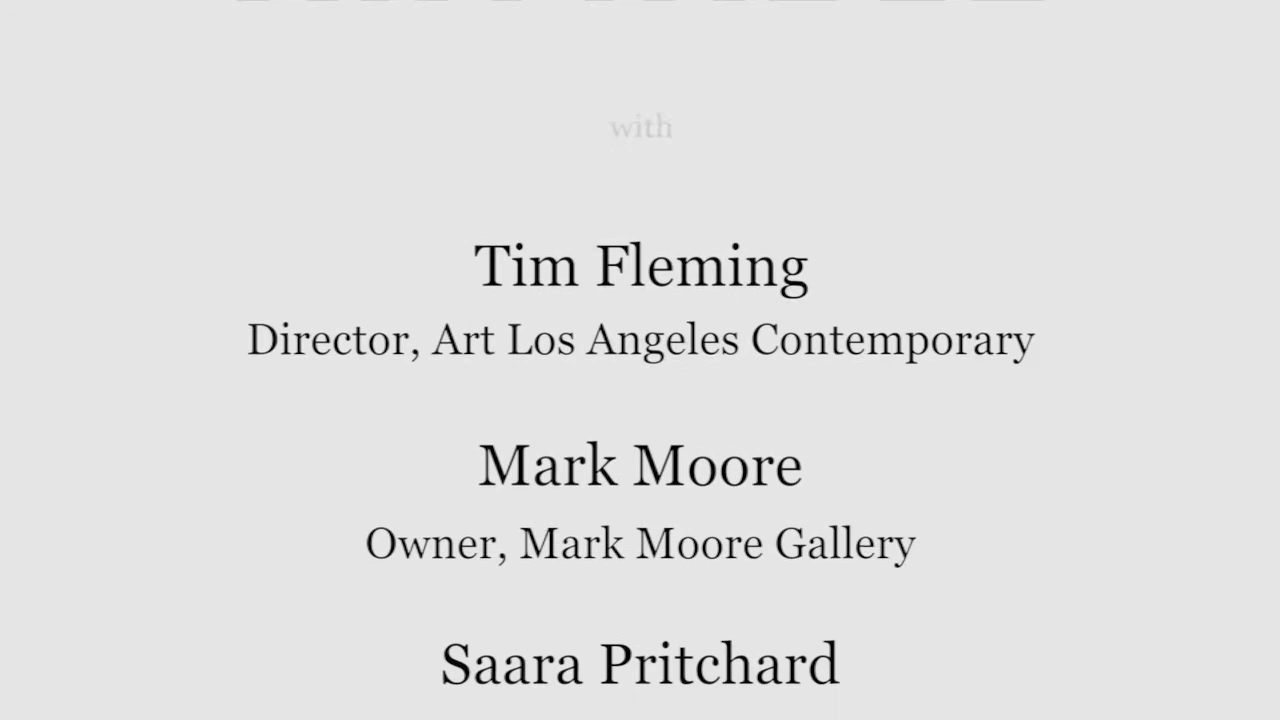 with
Tim Fleming
Director, Art Los Angeles Contemporary
Mark Moore
Owner, Mark Moore Gallery
Saara Pritchard